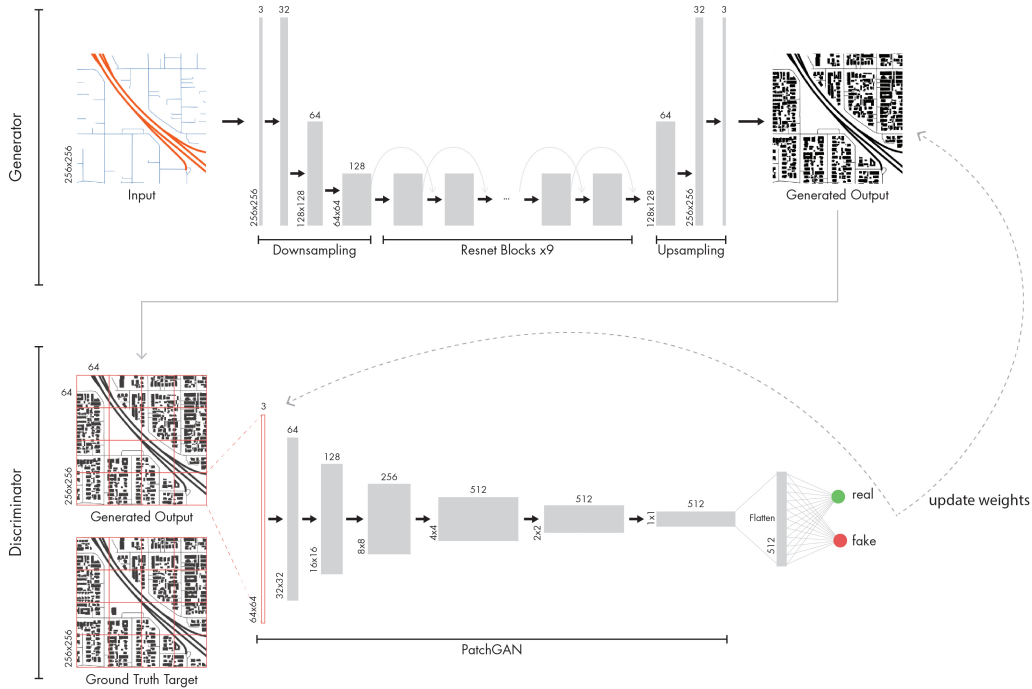 Generator
256x256
Input
3
32
64
128
256x256
128x128
64x64
Downsampling
...
Resnet Blocks x9
64
32
3
128x128
256x256
Upsampling
Generated Output
Discriminator
64
64
256x256
Generated Output
256x256
Ground Truth Target
3
64
128
256
512
512
512
64x64
32x32
16x16
8x8
4x4
2x2
1x1
PatchGAN
Flatten
512
real
fake
update weights